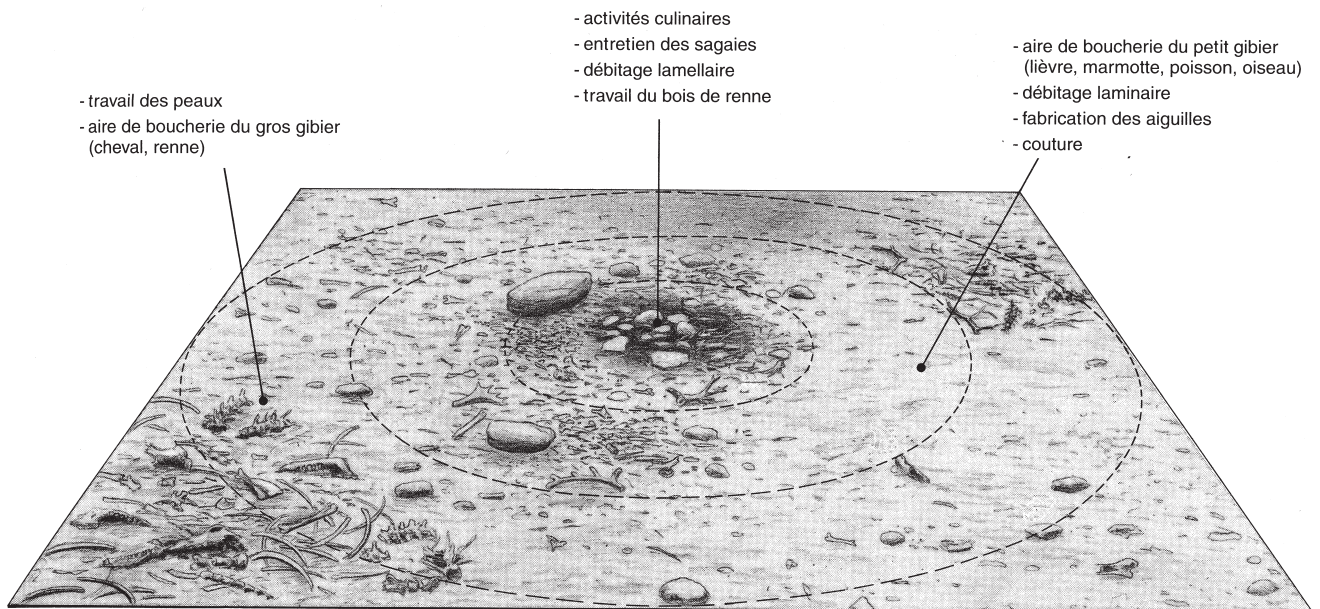 - travail des peaux
- aire de boucherie du gros gibier
(cheval, renne)
- activités culinaires
- entretien des sagaies
- débitage lamellaire
- travail du bois de renne
- aire de boucherie du petit gibier
(lièvre, marmotte, poisson, oiseau)
- débitage laminaire
- fabrication des aiguilles
- couture